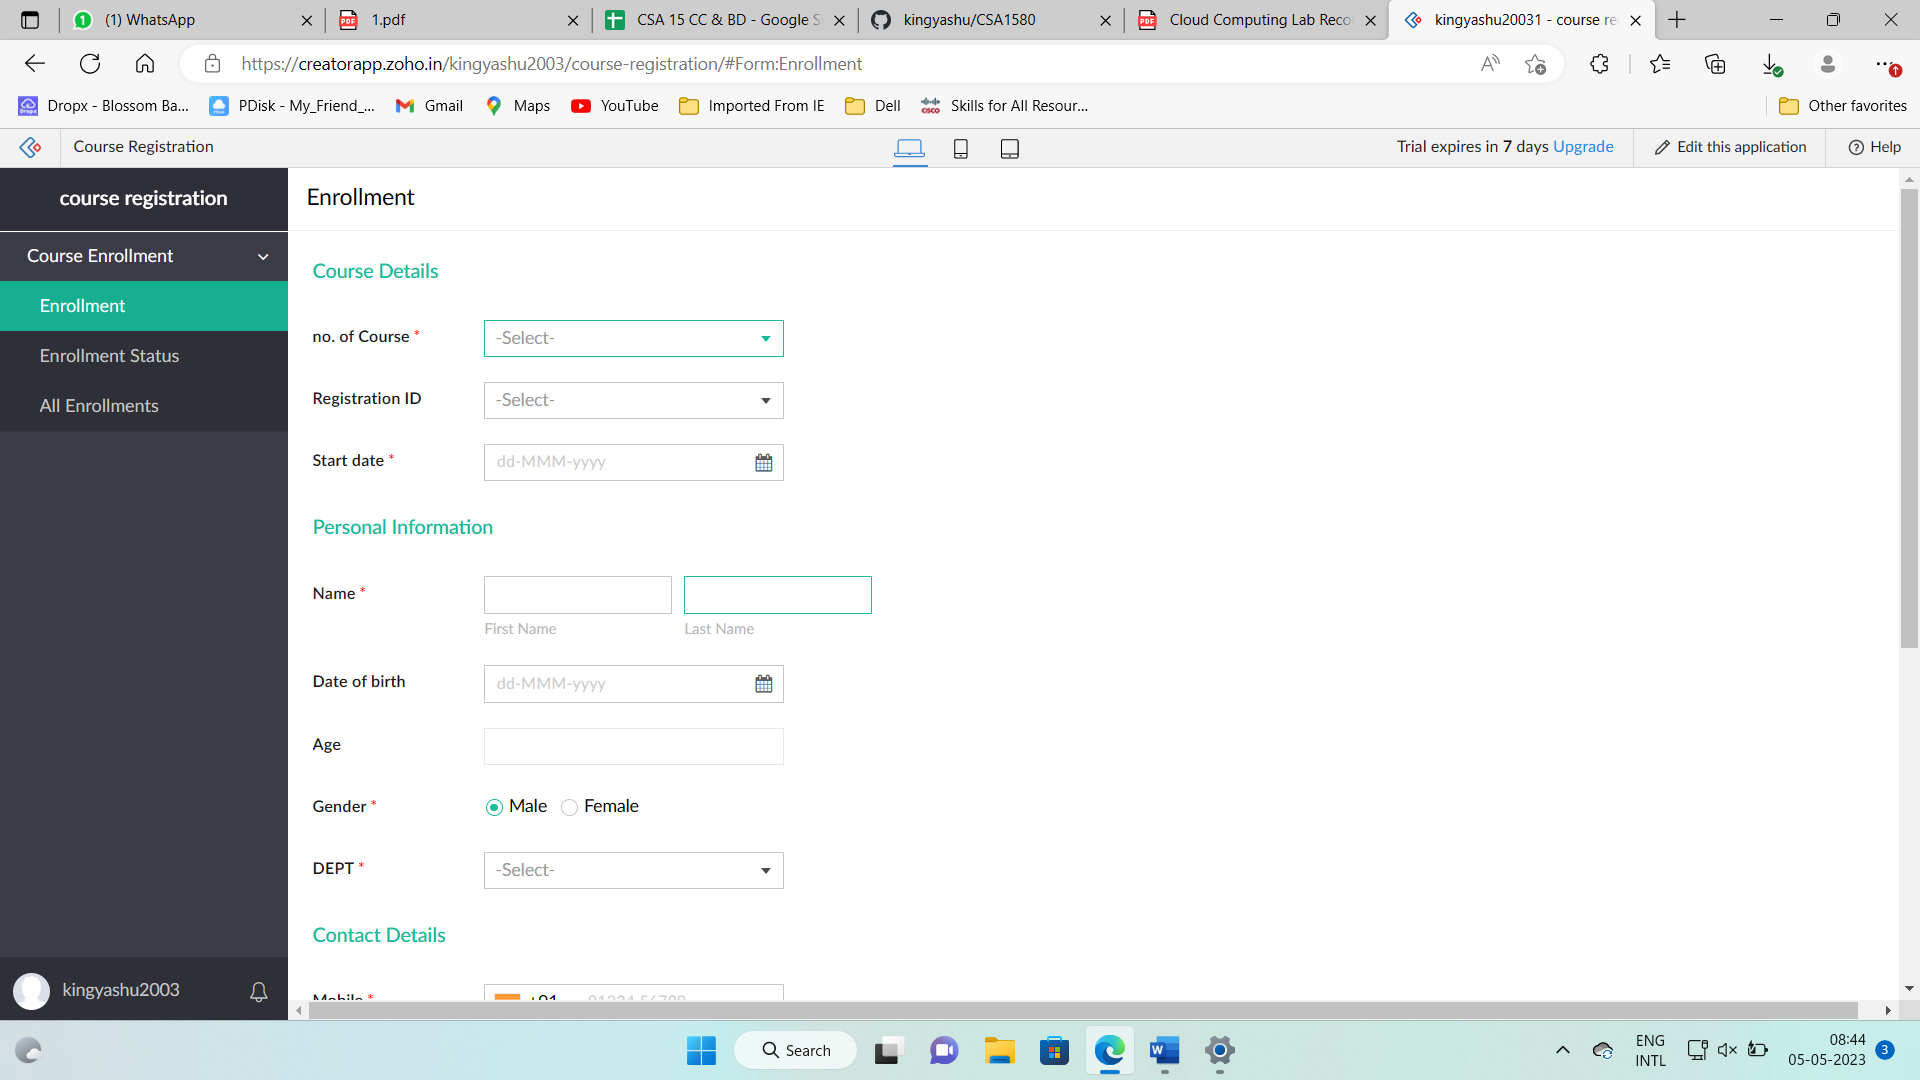 (1) WhatsApp
1.pdf
CSA 15 CC & BD - Google S
kingyashu/CSA1580
Cloud Computing Lab Reco
kingyashu20031 - course re
https://creatorapp.zoho.in/kingyashu2003/course-registration/#Form:Enrollment
Dropx - Blossom Ba...
PDisk - My_Friend_...
Gmail
Maps
YouTube
Imported From IE
Dell
Skills for All Resour...
Other favorites
Course Registration
Trial expires in 7 days Upgrade
Edit this application
Help
course registration
Enrollment
Course Enrollment
Enrollment
Enrollment Status
All Enrollments
Course Details
no. of Course *
-Select-
Registration ID
-Select-
Start date *
dd-MMM-yyyy
Personal Information
Name *
First Name
Last Name
Date of birth
dd-MMM-yyyy
Age
Gender *
Male
Female
DEPT *
-Select-
Contact Details
Mobile *
+91
kingyashu2003
Search
ENG
INTL
08:44
05-05-2023
3